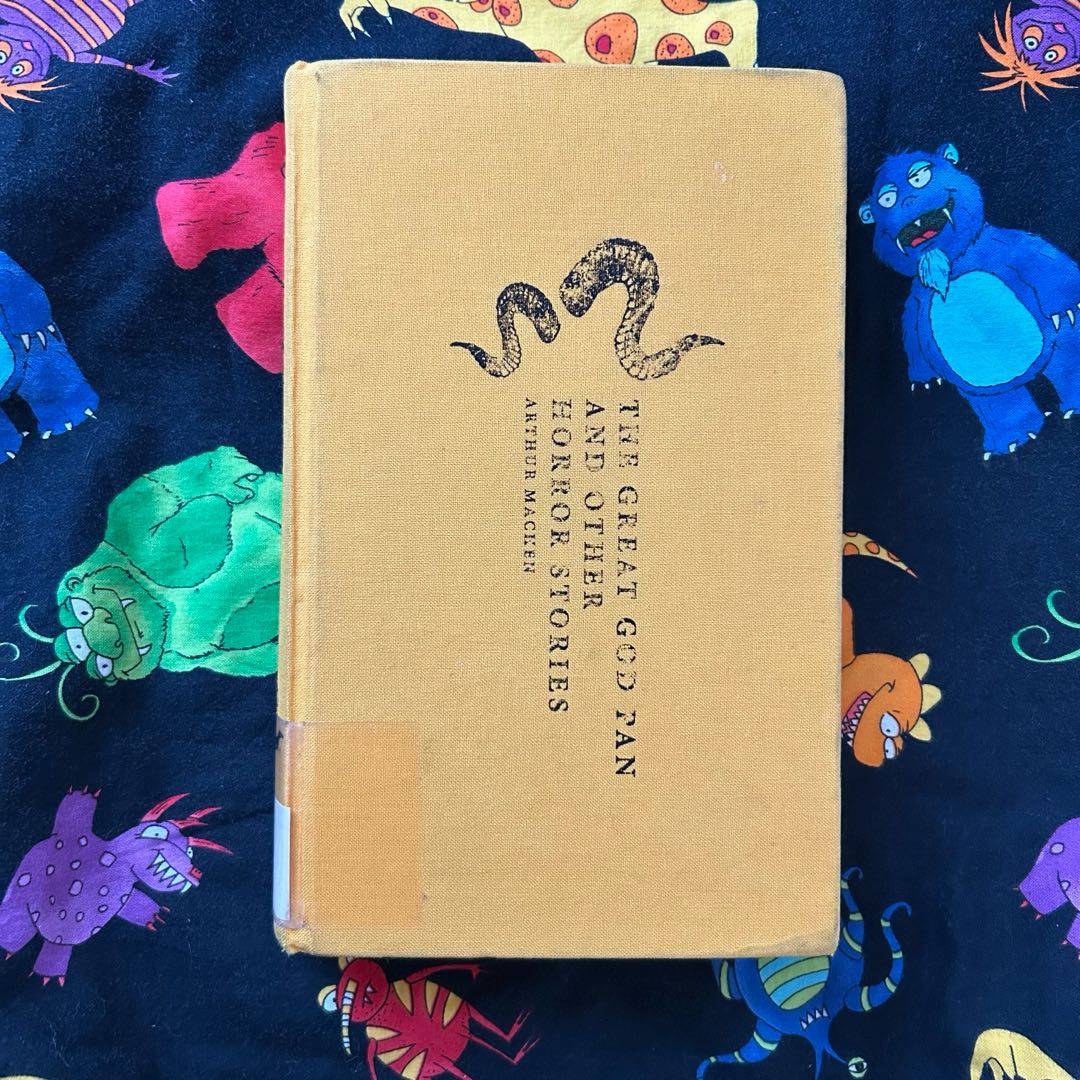 THE GREAT GOD PAN
AND OTHER
HORROR STORIES
ARTHUR MACHEN